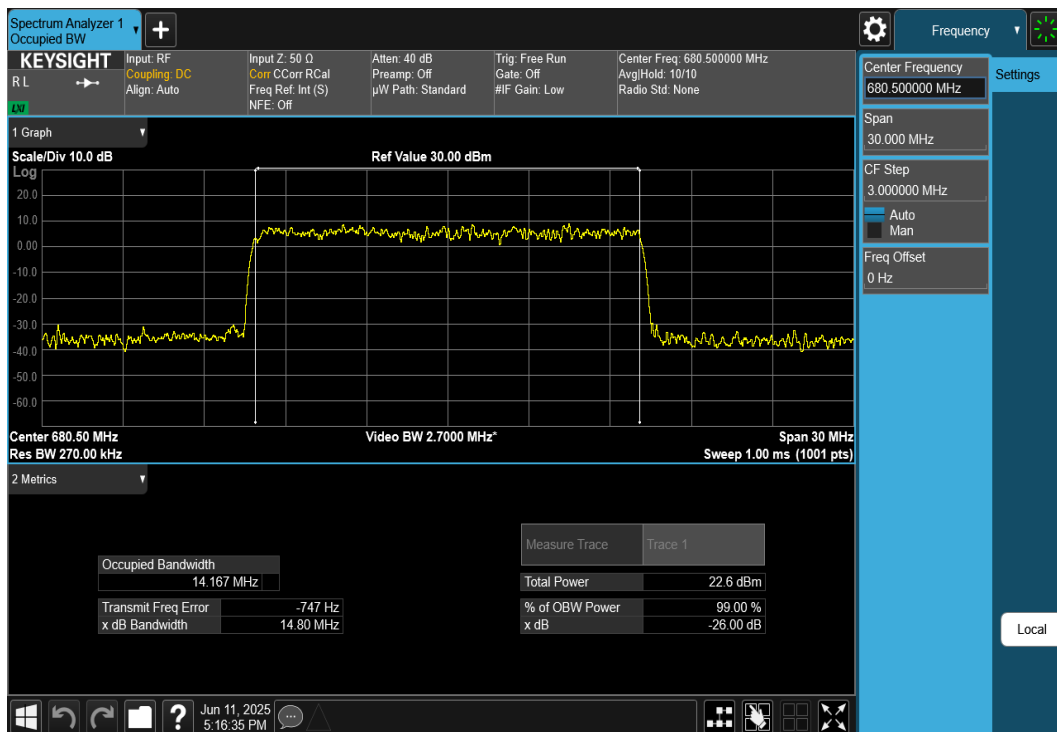 Spectrum Analyzer 1
Occupied BW
+
Frequency
KEYSIGHT
R L
LXI
Input: RF
Coupling: DC
Align: Auto
Input Z: 50 Ω
Corr CCorr RCal
Freq Ref: Int (S)
NFE: Off
Atten: 40 dB
Preamp: Off
µW Path: Standard
Trig: Free Run
Gate: Off
#IF Gain: Low
Center Freq: 680.500000 MHz
Avg|Hold: 10/10
Radio Std: None
Center Frequency
680.500000 MHz
Settings
Span
30.000 MHz
CF Step
3.000000 MHz
Auto
Man
Freq Offset
0 Hz
Local
1 Graph
Scale/Div 10.0 dB
Ref Value 30.00 dBm
Log
20.0
10.0
0.00
-10.0
-20.0
-30.0
-40.0
-50.0
-60.0
Center 680.50 MHz
Video BW 2.7000 MHz*
Span 30 MHz
Res BW 270.00 kHz
Sweep 1.00 ms (1001 pts)
2 Metrics
Measure Trace
Trace 1
Occupied Bandwidth
14.167 MHz
Total Power
22.6 dBm
Transmit Freq Error
-747 Hz
% of OBW Power
99.00 %
x dB Bandwidth
14.80 MHz
x dB
-26.00 dB
?
Jun 11, 2025
5:16:35 PM